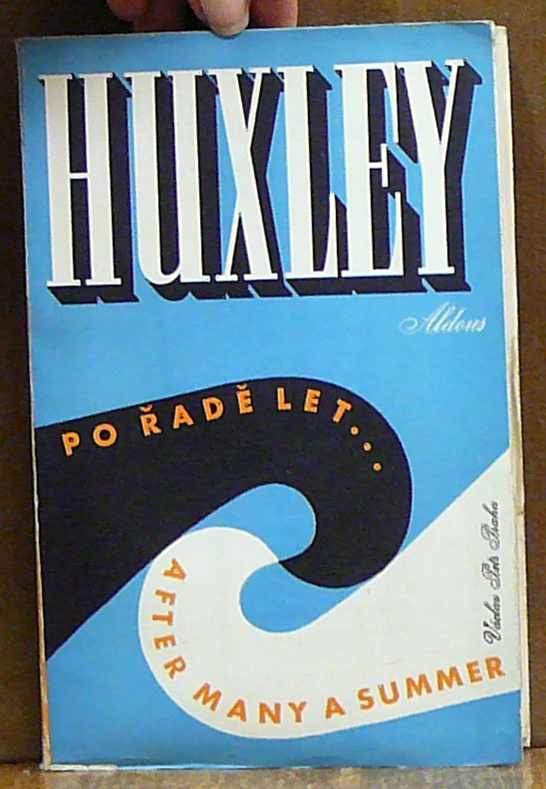 HUXLEY
Aldous
PO ŘADĚ LET...
AFTER MANY A SUMMER
Václav Petr Praha